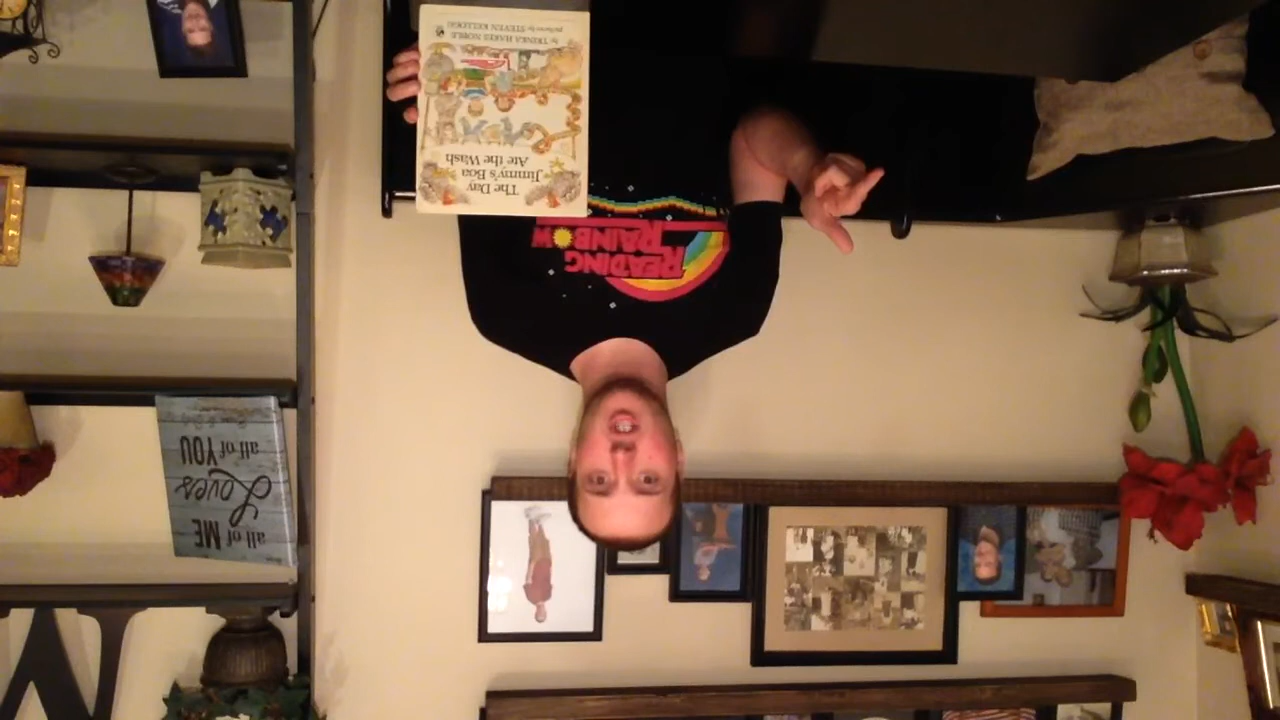 The Day
Jimmy's Boa
Ate the Wash
by TRINKA HAKES NOBLE
pictures by STEVEN KELLOGG
READING
RAINBOW
all of ME
Loves
all of YOU
W